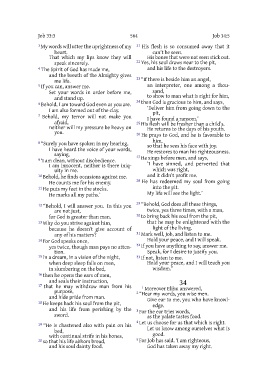 Job 33:3
564
Job 34:5
3 My words will utter the uprightness of my
heart.
That which my lips know they will
speak sincerely.
4 The Spirit of God has made me,
and the breath of the Almighty gives
me life.
5 If you can, answer me.
Set your words in order before me,
and stand up.
6 Behold, I am toward God even as you are.
I am also formed out of the clay.
7 Behold, my terror will not make you
afraid,
neither will my pressure be heavy on
you.
8 "Surely you have spoken in my hearing,
I have heard the voice of your words,
saying,
9 'I am clean, without disobedience.
I am innocent, neither is there iniq-
uity in me.
10 Behold, he finds occasions against me.
He counts me for his enemy.
11 He puts my feet in the stocks.
He marks all my paths.'
12 "Behold, I will answer you. In this you
are not just,
for God is greater than man.
13 Why do you strive against him,
because he doesn't give account of
any of his matters?
14 For God speaks once,
yes twice, though man pays no atten-
tion.
15 In a dream, in a vision of the night,
when deep sleep falls on men,
in slumbering on the bed,
16 then he opens the ears of men,
and seals their instruction,
17 that he may withdraw man from his
purpose,
and hide pride from man.
18 He keeps back his soul from the pit,
and his life from perishing by the
sword.
19 "He is chastened also with pain on his
bed,
with continual strife in his bones,
20 so that his life abhors bread,
and his soul dainty food.
21 His flesh is so consumed away that it
can't be seen.
His bones that were not seen stick out.
22 Yes, his soul draws near to the pit,
and his life to the destroyers.
23 "If there is beside him an angel,
an interpreter, one among a thou-
sand,
to show to man what is right for him,
24 then God is gracious to him, and says,
'Deliver him from going down to the
pit,
I have found a ransom.'
25 His flesh will be fresher than a child's.
He returns to the days of his youth.
26 He prays to God, and he is favorable to
him,
so that he sees his face with joy.
He restores to man his righteousness.
27 He sings before men, and says,
'I have sinned, and perverted that
which was right,
and it didn't profit me.
28 He has redeemed my soul from going
into the pit.
My life will see the light.'
29 "Behold, God does all these things,
twice, yes three times, with a man,
30 to bring back his soul from the pit,
that he may be enlightened with the
light of the living.
31 Mark well, Job, and listen to me.
Hold your peace, and I will speak.
32 If you have anything to say, answer me.
Speak, for I desire to justify you.
33 If not, listen to me.
Hold your peace, and I will teach you
wisdom."
34
1 Moreover Elihu answered,
2 "Hear my words, you wise men.
Give ear to me, you who have knowl-
edge.
3 For the ear tries words,
as the palate tastes food.
4 Let us choose for us that which is right.
Let us know among ourselves what is
good.
5 For Job has said, 'I am righteous,
God has taken away my right.